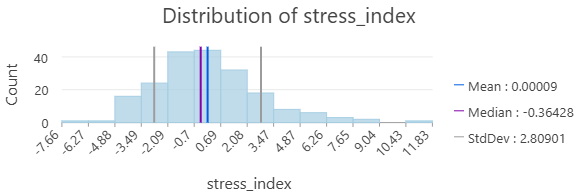 Distribution of stress_index
Count
40
20
0
-7.66 -6.27 -4.88 -3.49 -2.09 -0.7 0.69 2.08 3.47 4.87 6.26 7.65 9.04 10.43 11.83
stress_index
Mean : 0.00009
Median : -0.36428
StdDev : 2.80901